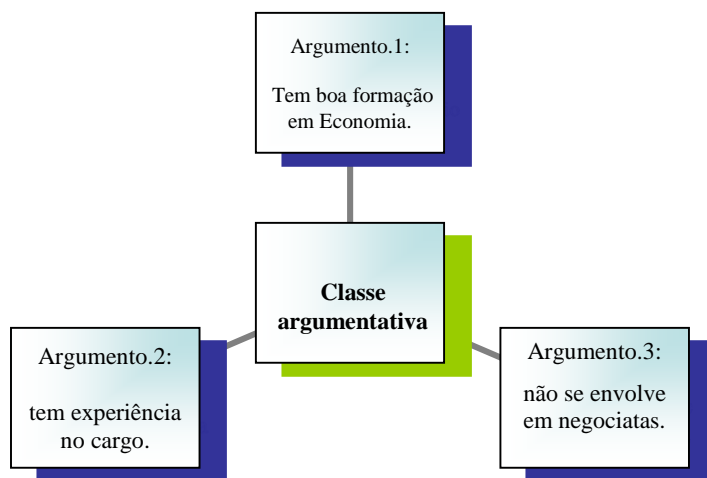 Argumento.1:
Tem boa formação
em Economia.
Classe
argumentativa
Argumento.2:
tem experiência
no cargo.
Argumento.3:
não se envolve
em negociatas.